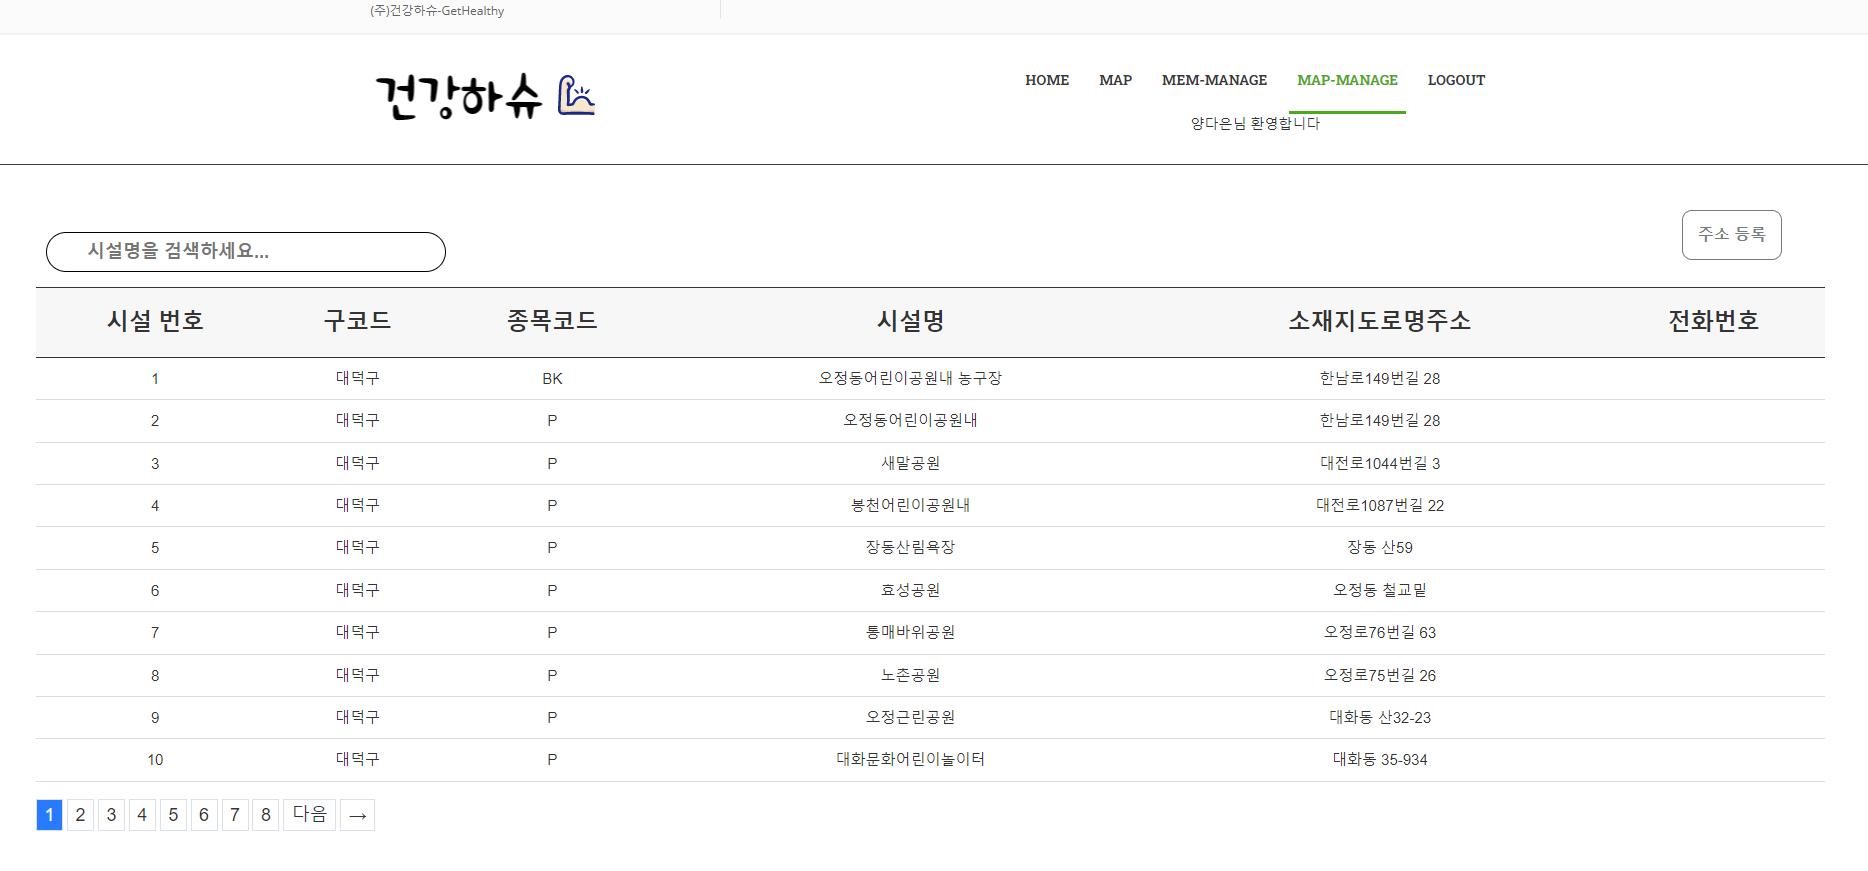 (주)건강하슈-GetHealthy
건강하슈
HOME MAP MEM-MANAGE MAP-MANAGE LOGOUT
양다은님 환영합니다
주소 등록
시설명을 검색하세요...
시설 번호 구코드 종목코드 시설명 소재지도로명주소 전화번호
1 대덕구 BK 오정동어린이공원내 농구장 한남로149번길 28
2 대덕구 P 오정동어린이공원내 한남로149번길 28
3 대덕구 P 새말공원 대전로1044번길 3
4 대덕구 P 봉천어린이공원내 대전로1087번길 22
5 대덕구 P 장동산림욕장 장동 산59
6 대덕구 P 효성공원 오정동 철교밑
7 대덕구 P 통매바위공원 오정로76번길 63
8 대덕구 P 노촌공원 오정로75번길 26
9 대덕구 P 오정근린공원 대화동 산32-23
10 대덕구 P 대화문화어린이놀이터 대화동 35-934
1 2 3 4 5 6 7 8 다음 →